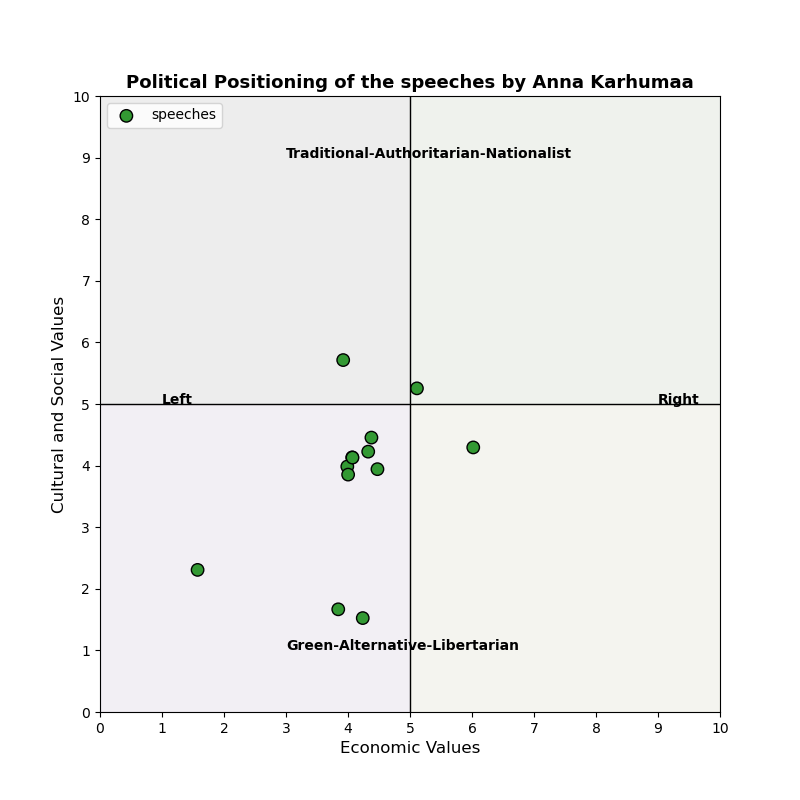 Political Positioning of the speeches by Anna Karhumaa
speeches
Traditional-Authoritarian-Nationalist
Left
Right
Green-Alternative-Libertarian
10
9
8
7
6
5
4
3
2
1
0
Cultural and Social Values
0 1 2 3 4 5 6 7 8 9 10
Economic Values